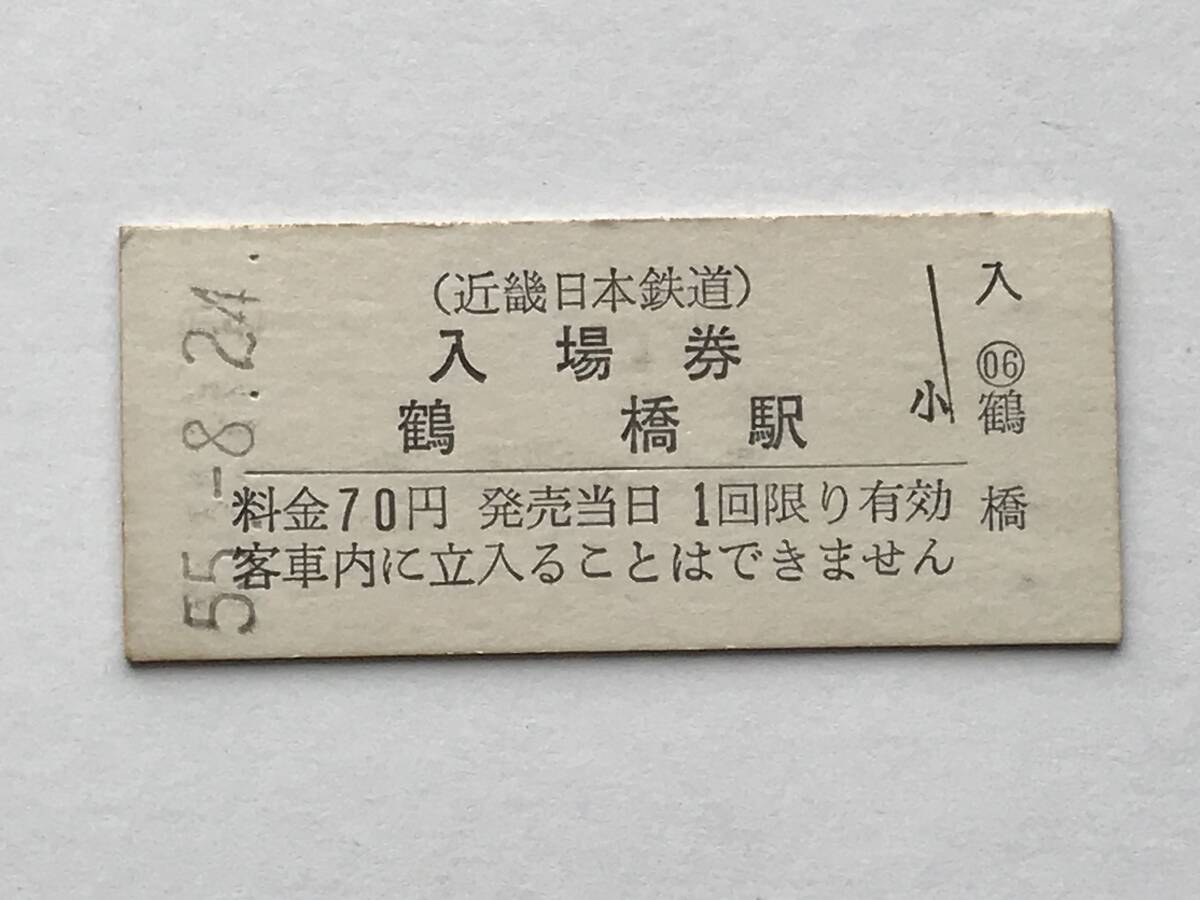 55.-8.24.
（近畿日本鉄道）
入場券
鶴橋駅
料金70円 発売当日 1回限り有効
客車内に立入ることはできません
小
入
06
鶴橋